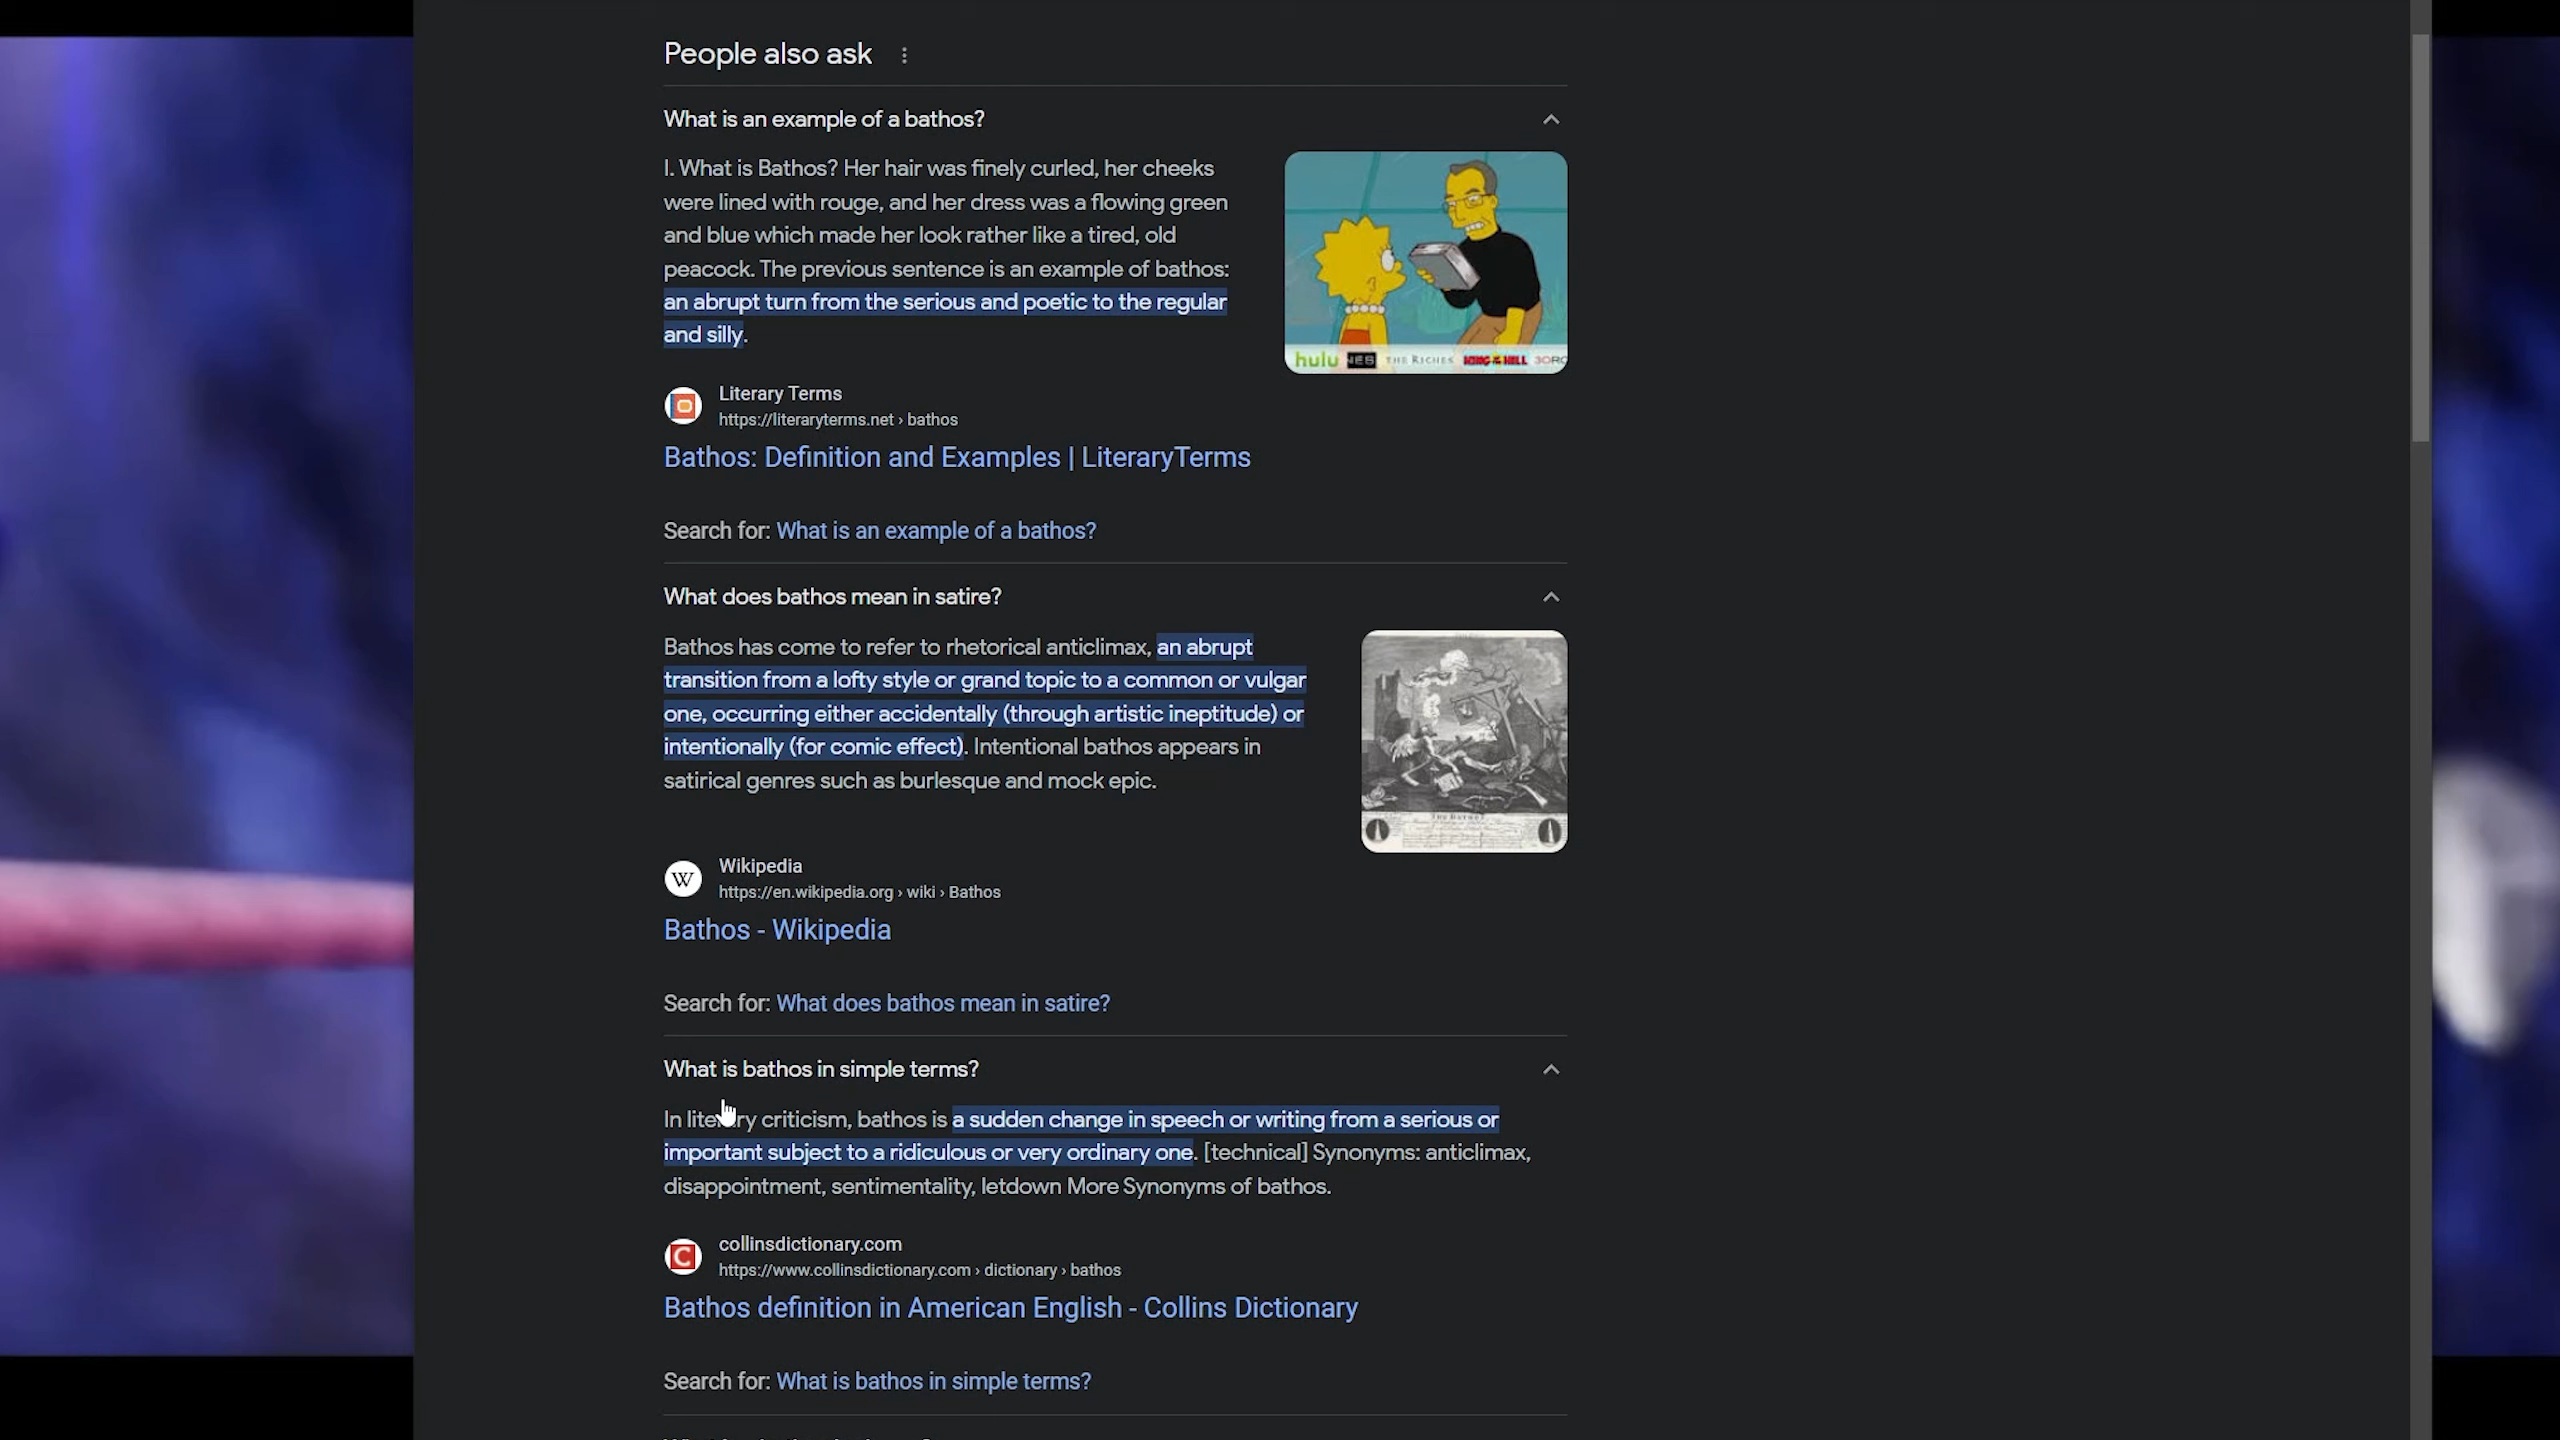 People also ask
What is an example of a bathos?
I. What is Bathos? Her hair was finely curled, her cheeks
were lined with rouge, and her dress was a flowing green
and blue which made her look rather like a tired, old
peacock. The previous sentence is an example of bathos:
an abrupt turn from the serious and poetic to the regular
and silly.
hulu THE RICHES KING OF THE HILL
Literary Terms
https://literaryterms.net › bathos
Bathos: Definition and Examples | LiteraryTerms
Search for: What is an example of a bathos?
What does bathos mean in satire?
Bathos has come to refer to rhetorical anticlimax, an abrupt
transition from a lofty style or grand topic to a common or vulgar
one, occurring either accidentally (through artistic ineptitude) or
intentionally (for comic effect). Intentional bathos appears in
satirical genres such as burlesque and mock epic.
THE BATHOS
W
Wikipedia
https://en.wikipedia.org › wiki › Bathos
Bathos - Wikipedia
Search for: What does bathos mean in satire?
What is bathos in simple terms?
In literary criticism, bathos is a sudden change in speech or writing from a serious or
important subject to a ridiculous or very ordinary one. [technical] Synonyms: anticlimax,
disappointment, sentimentality, letdown More Synonyms of bathos.
C
collinsdictionary.com
https://www.collinsdictionary.com › dictionary › bathos
Bathos definition in American English - Collins Dictionary
Search for: What is bathos in simple terms?